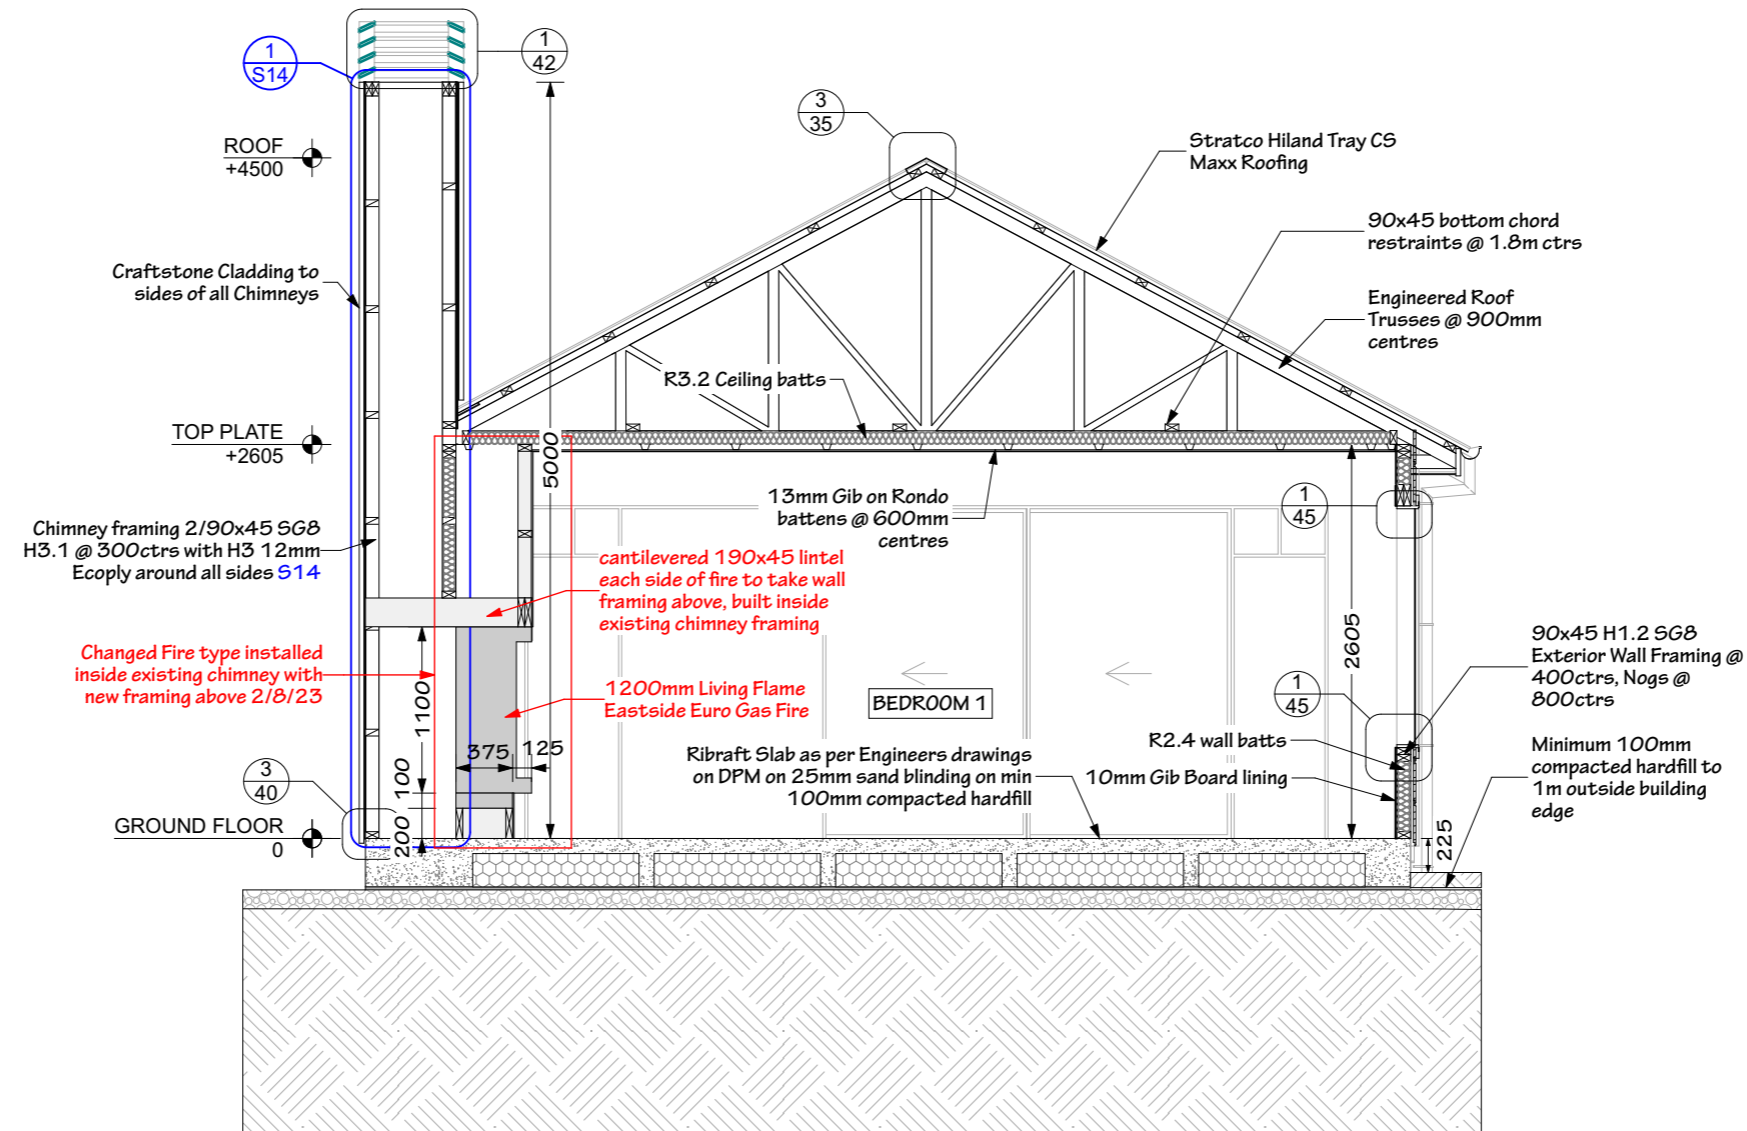 1
S14
1
42
3
35
ROOF
+4500
Stratco Hiland Tray CS
Maxx Roofing
90x45 bottom chord
restraints @ 1.8m ctrs
Craftstone Cladding to
sides of all Chimneys
Engineered Roof
Trusses @ 900mm
centres
R3.2 Ceiling batts
TOP PLATE
+2605
5000
13mm Gib on Rondo
battens @ 600mm
centres
1
45
Chimney framing 2/90x45 SG8
H3.1 @ 300ctrs with H3 12mm
Ecoply around all sides S14
cantilevered 190x45 lintel
each side of fire to take wall
framing above, built inside
existing chimney framing
2605
90x45 H1.2 SG8
Exterior Wall Framing @
400ctrs, Nogs @
800ctrs
Changed Fire type installed
inside existing chimney with
new framing above 2/8/23
1100
1200mm Living Flame
Eastside Euro Gas Fire
BEDROOM 1
1
45
375
125
Ribraft Slab as per Engineers drawings
on DPM on 25mm sand blinding on min
100mm compacted hardfill
R2.4 wall batts
10mm Gib Board lining
Minimum 100mm
compacted hardfill to
1m outside building
edge
3
40
100
GROUND FLOOR
0
200
225